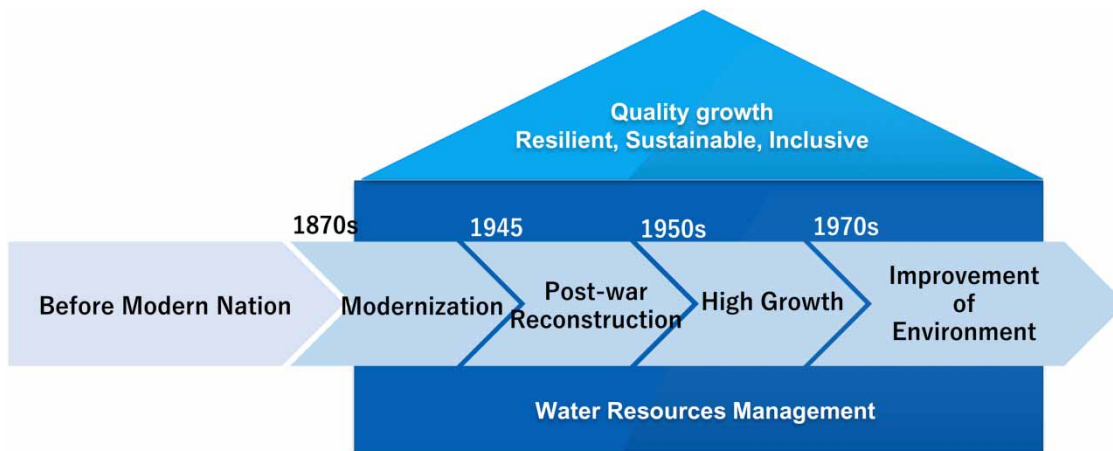 Quality growth
Resilient, Sustainable, Inclusive
1870s
1945
1950s
1970s
Before Modern Nation
Modernization
Post-war
Reconstruction
High Growth
Improvement
of
Environment
Water Resources Management